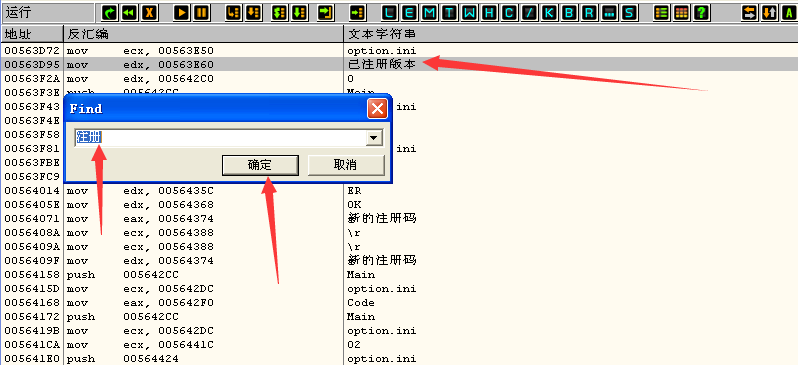 运行 L E M T W H C / K B R ... S ? A
地址 反汇编 文本字符串
00563D72 mov ecx, 00563E50 option.ini
00563D95 mov edx, 00563E60 已注册版本
00563F2A mov edx, 005642C0 0
00563F3E push 005642CC Main
00563F43 ini
00563F4E
00563F58
00563F81 ini
00563FBE
00563FC9
Find
注册
确定 取消
00564014 mov edx, 0056435C ER
0056405E mov edx, 00564368 OK
00564071 mov eax, 00564374 新的注册码
0056408A mov ecx, 00564388 \r
0056409A mov ecx, 00564388 \r
0056409F mov edx, 00564374 新的注册码
00564158 push 005642CC Main
0056415D mov ecx, 005642DC option.ini
00564168 mov eax, 005642F0 Code
00564172 push 005642CC Main
0056419B mov ecx, 005642DC option.ini
005641CA mov ecx, 0056441C 02
005641E0 push 00564424 option.ini